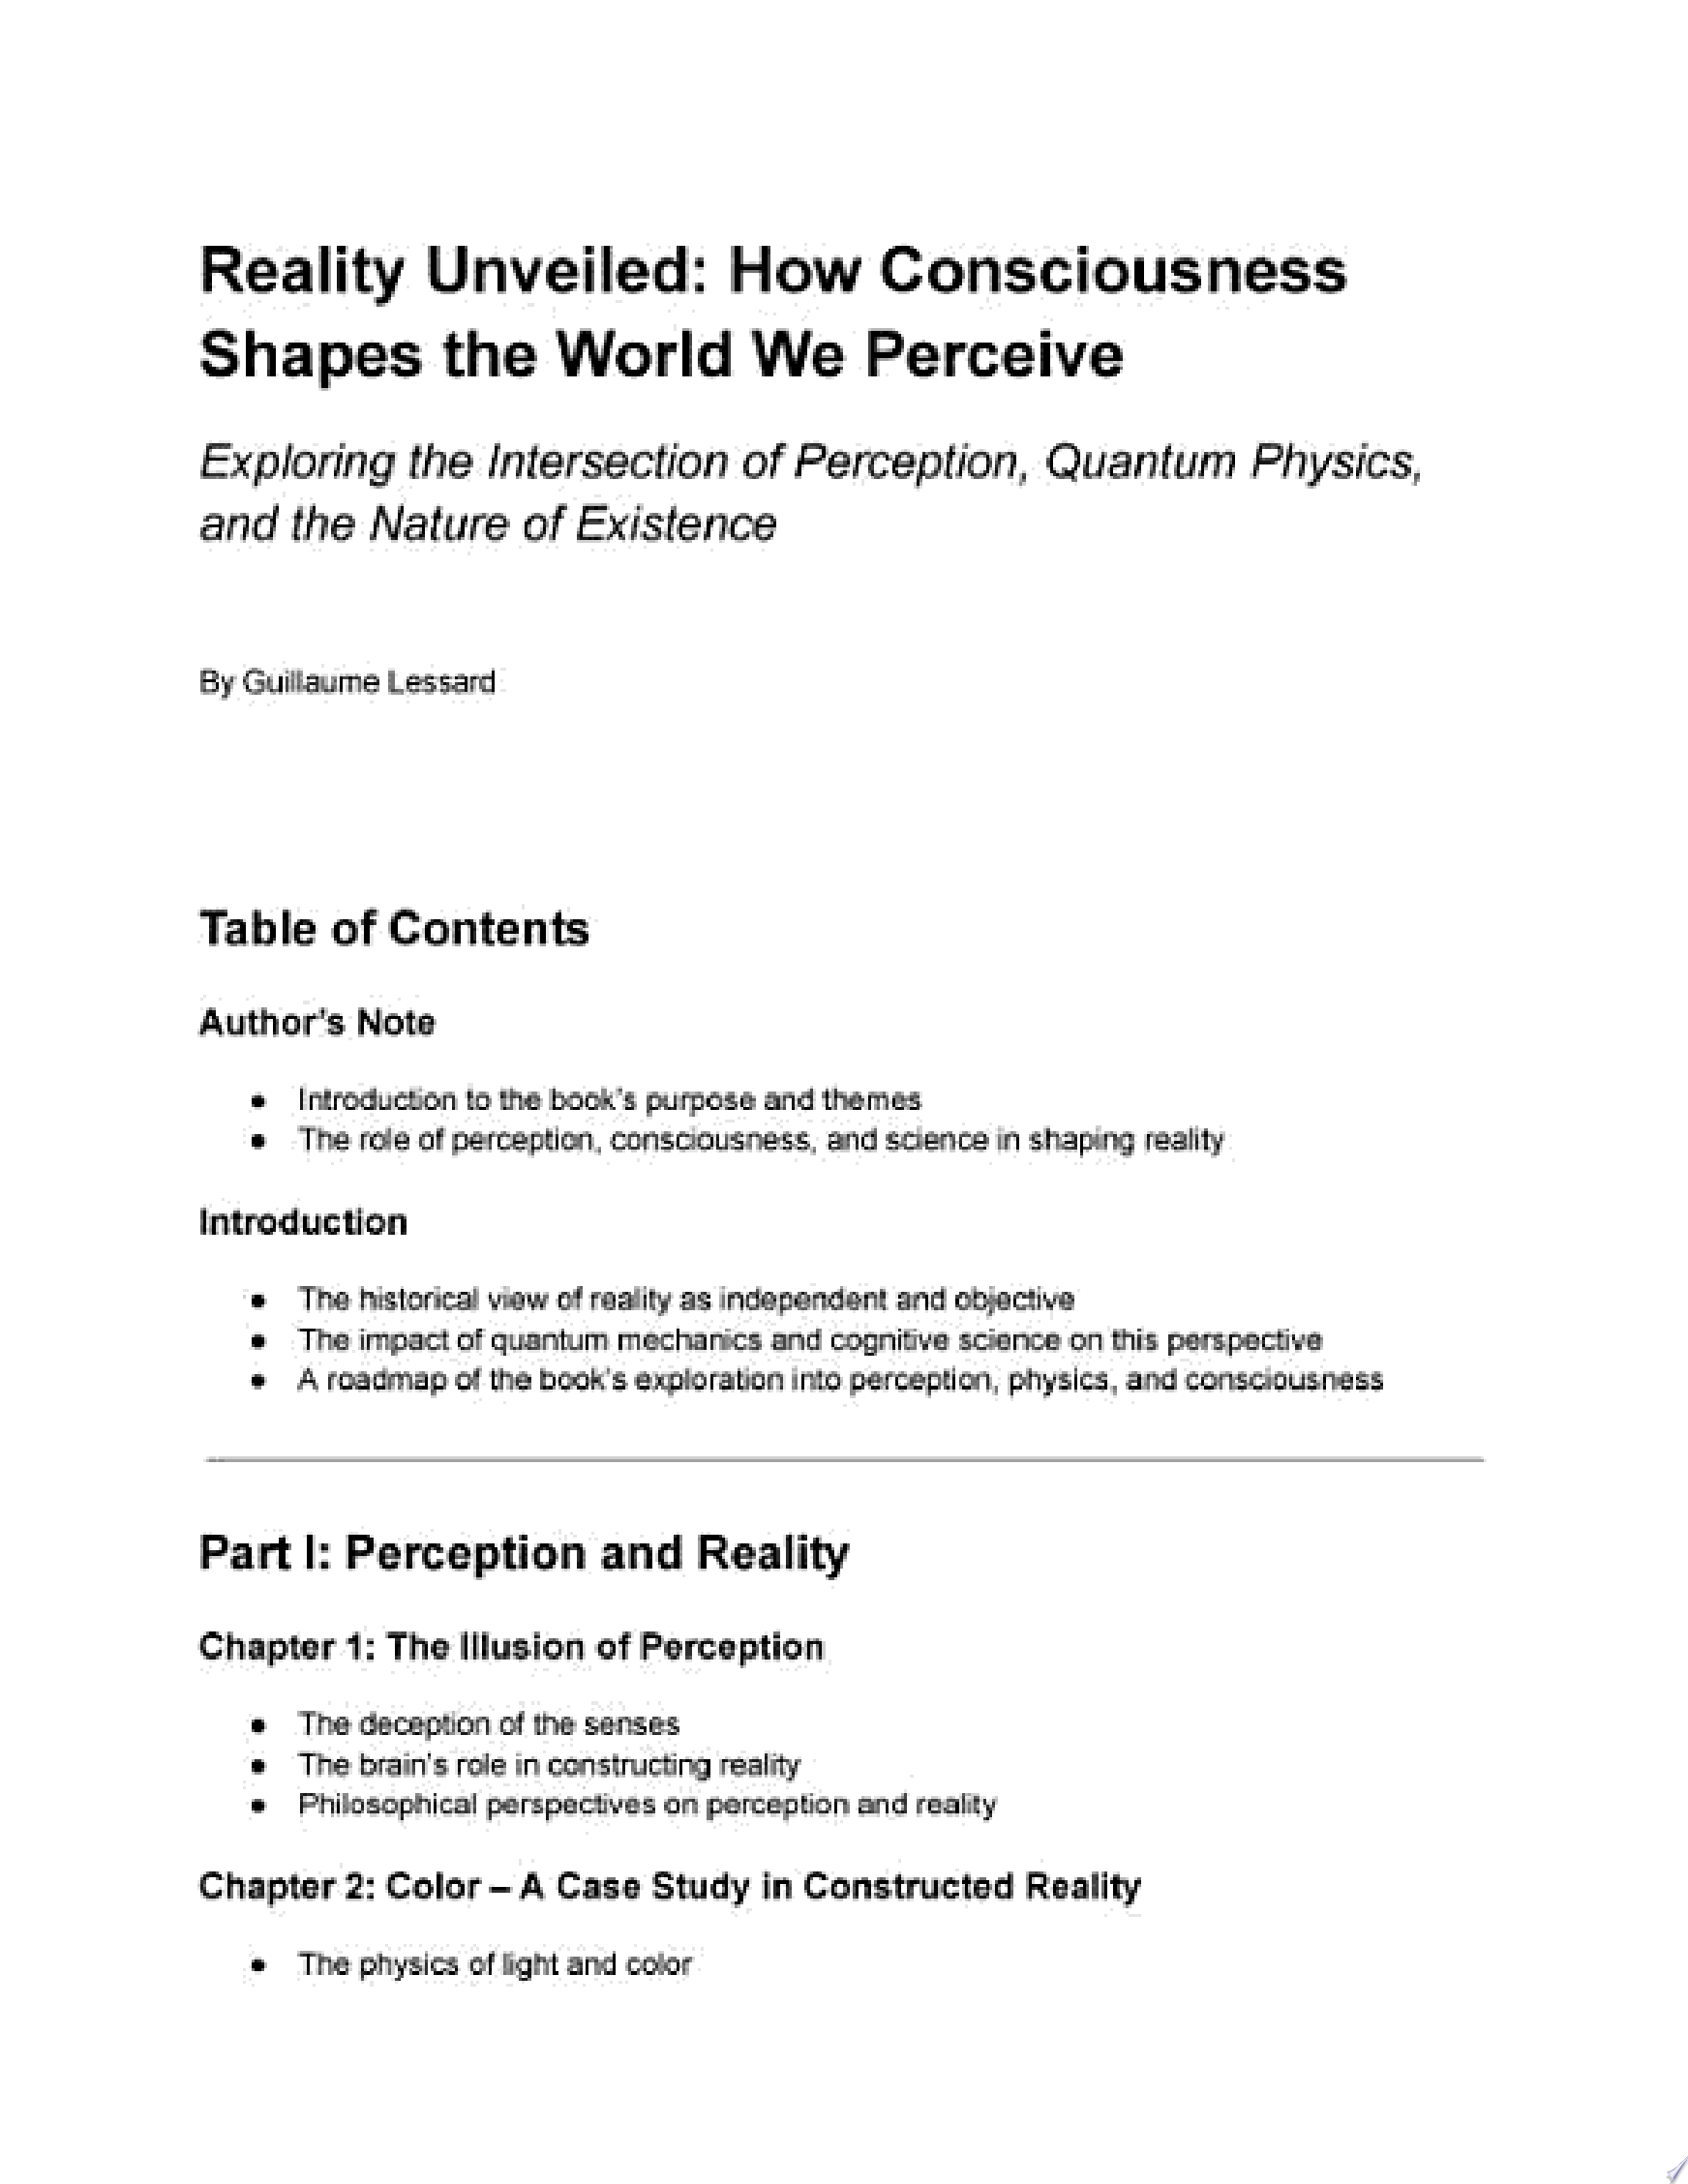 Reality Unveiled: How Consciousness
Shapes the World We Perceive
Exploring the Intersection of Perception, Quantum Physics,
and the Nature of Existence
By Guillaume Lessard
Table of Contents
Author's Note
● Introduction to the book's purpose and themes
● The role of perception, consciousness, and science in shaping reality
Introduction
● The historical view of reality as independent and objective
● The impact of quantum mechanics and cognitive science on this perspective
● A roadmap of the book's exploration into perception, physics, and consciousness
Part I: Perception and Reality
Chapter 1: The Illusion of Perception
● The deception of the senses
● The brain's role in constructing reality
● Philosophical perspectives on perception and reality
Chapter 2: Color – A Case Study in Constructed Reality
● The physics of light and color